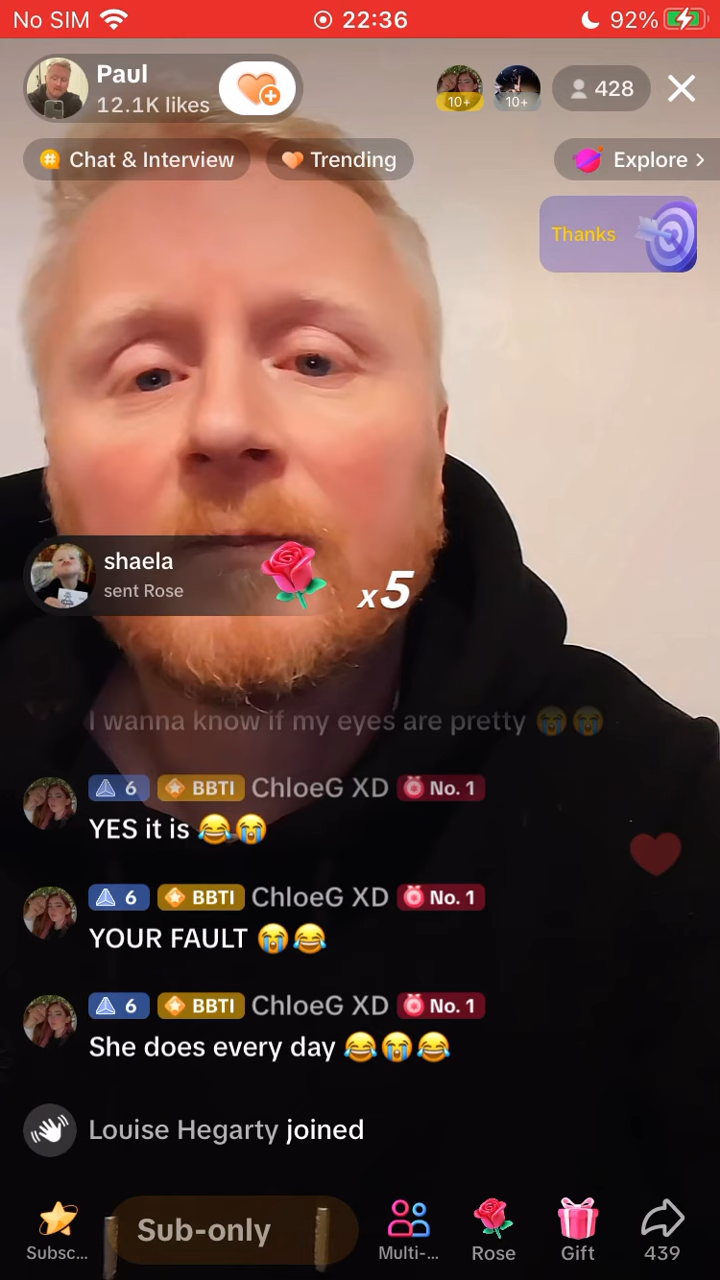 No SIM 22:36 92%
Paul
12.1K likes
10+ 10+ 428
Chat & Interview Trending Explore >
Thanks
shaela
sent Rose
x5
I wanna know if my eyes are pretty 😭😭
6 BBTI ChloeG XD No. 1
YES it is 😂😭
6 BBTI ChloeG XD No. 1
YOUR FAULT 😭😂
6 BBTI ChloeG XD No. 1
She does every day 😂😭😂
Louise Hegarty joined
Sub-only
Subsc... Multi-... Rose Gift 439